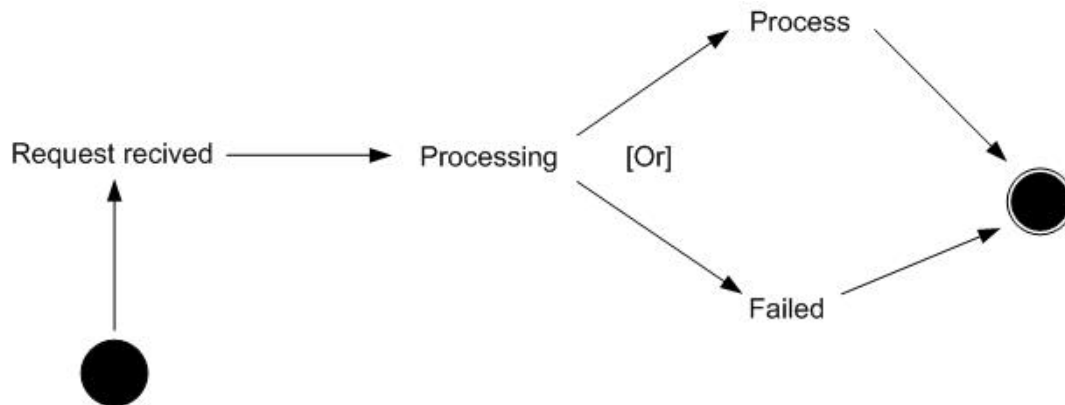 Process
Request recived
Processing
[Or]
Failed